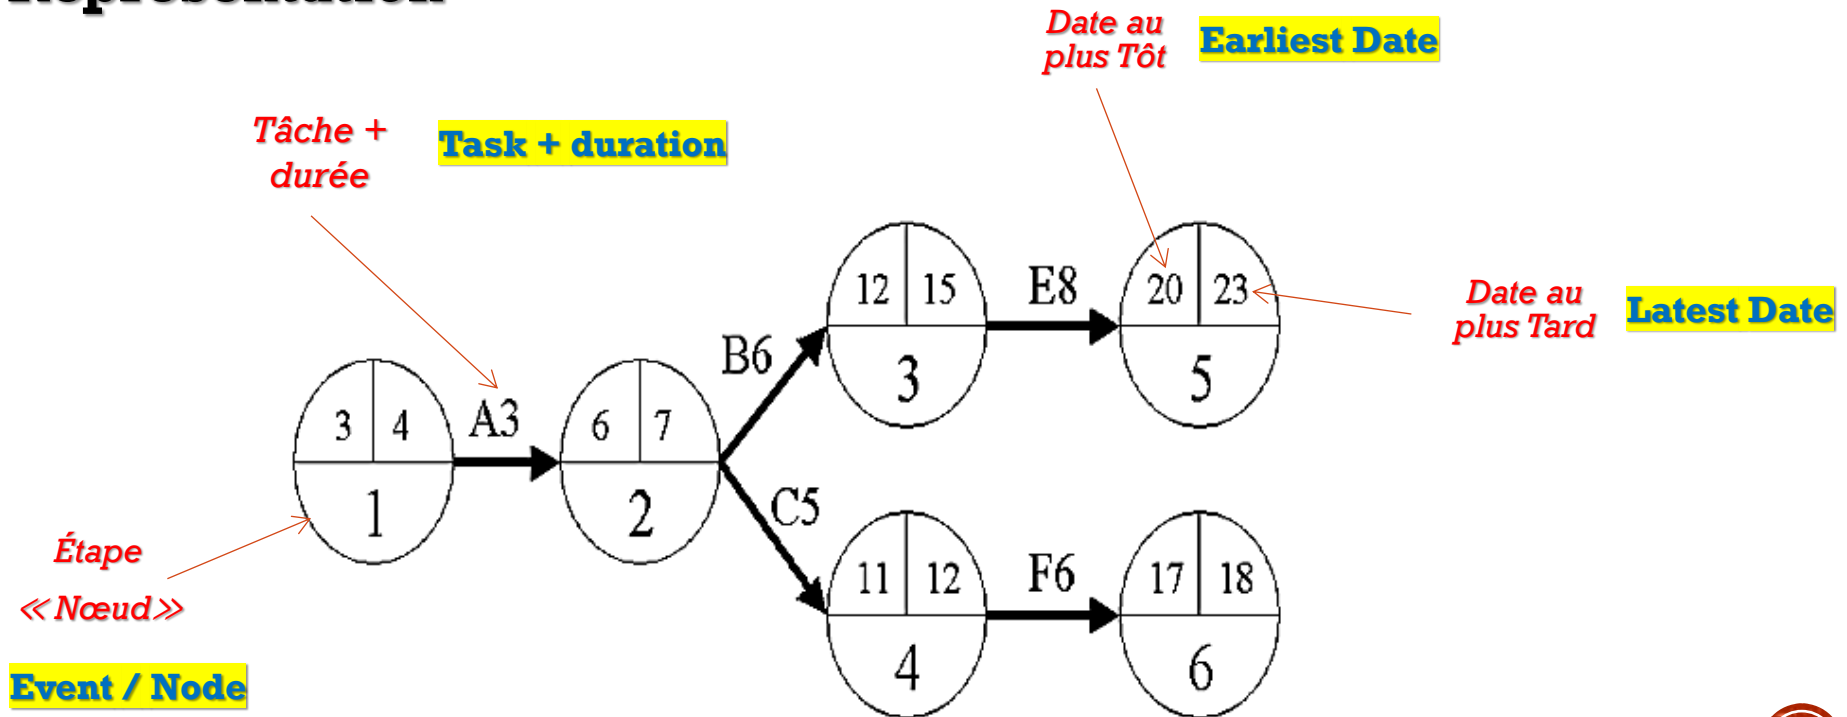 Représentation
Date au
plus Tôt
Earliest Date
Tâche +
durée
Task + duration
12 15
E8
20 23
Date au
plus Tard
Latest Date
B6
3
5
3 4
A3
6 7
1
2
C5
Étape
≪ Nœud ≫
11 12
F6
17 18
4
6
Event / Node